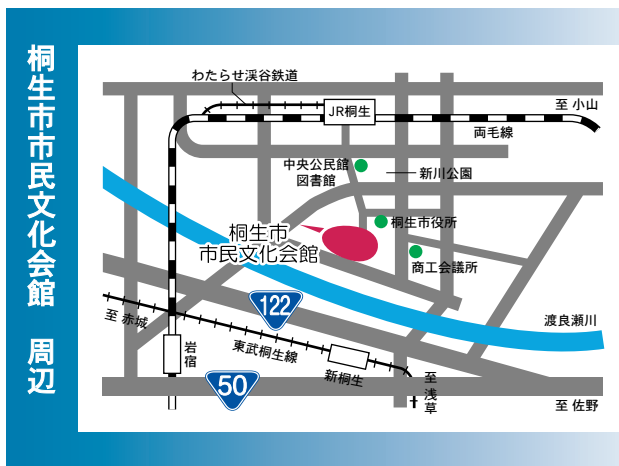 桐生市市民文化会館 周辺
わたらせ渓谷鉄道
JR桐生
至 小山
両毛線
中央公民館
図書館
新川公園
桐生市
市民文化会館
桐生市役所
商工会議所
122
至 赤城
渡良瀬川
東武桐生線
岩宿
新桐生
50
至 浅草
至 佐野